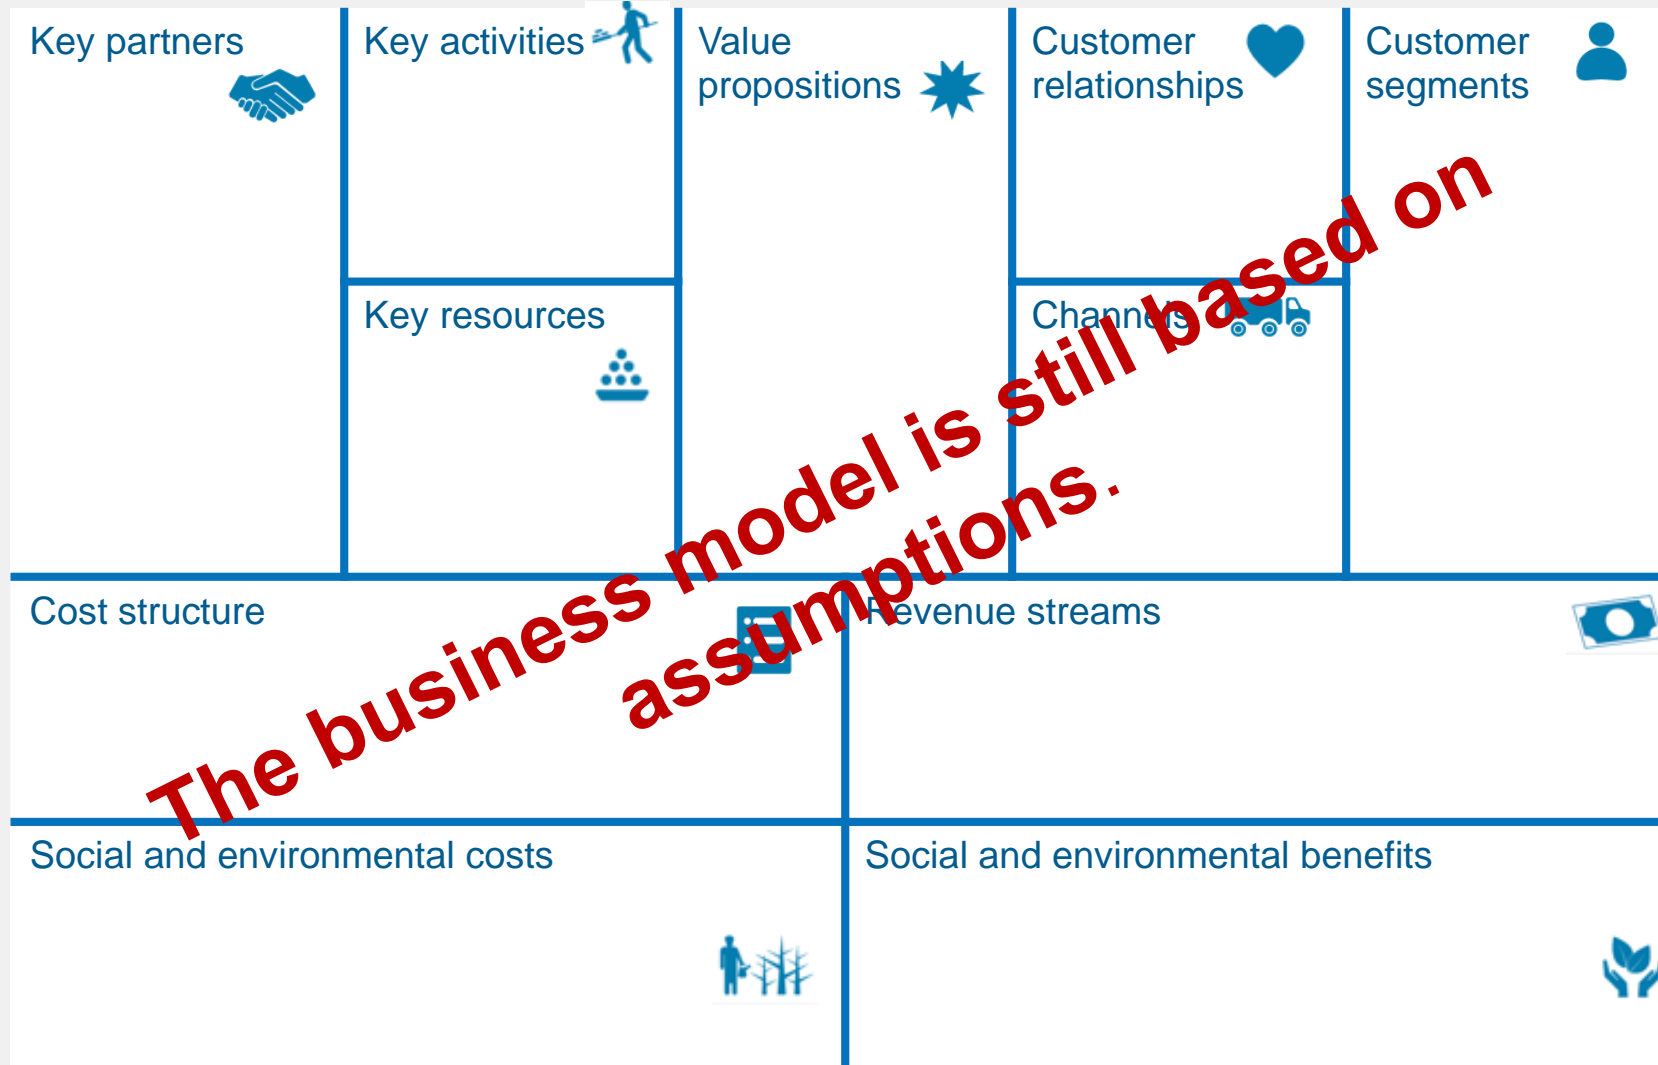 Key partners
Key activities
Value
propositions
Customer
relationships
Customer
segments
Key resources
Channels
Cost structure
Revenue streams
Social and environmental costs
Social and environmental benefits
The business model is still based on
assumptions.